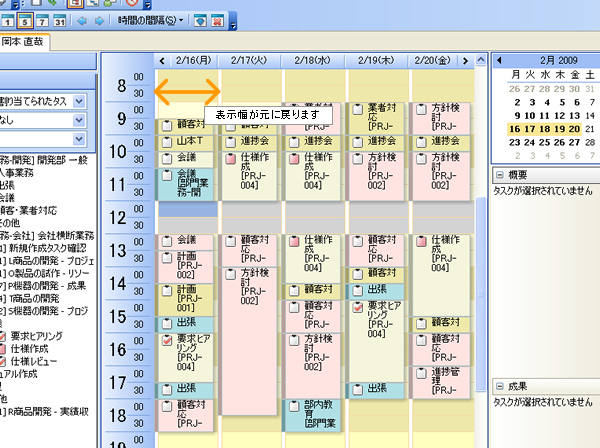 1 5 7 31 時間の間隔(S)
岡本 直哉
2/16(月) 2/17(火) 2/18(水) 2/19(木) 2/20(金)
2月 2009
月 火 水 木 金 土
26 27 28 29 30 31
2 3 4 5 6 7
9 10 11 12 13 14
16 17 18 19 20 21
23 24 25 26 27 28
2 3 4 5 6
概要
タスクが選択されていません
成果
タスクが選択されていません
割り当てられたタス
なし
務-開発] 開発部 一般
人事業務
出張
会議
顧客・業者対応
その他
務-会社] 会社横断業務
1] 新規作成タスク確認
] L商品の開発 - プロジェ
] O製品の試作 - リソー
7] P機器の開発 - 成果
4] T商品の開発
] S機器の開発 - プロジ
要求ヒアリング
仕様作成
仕様レビュー
ュアル作成
1] R商品開発 - 実績収
8 00
30
9 00
30
10 00
30
11 00
30
12 00
30
13 00
30
14 00
30
15 00
30
16 00
30
17 00
30
18 00
30
19 00
表示幅が元に戻ります
顧客対
山本T
会議
会議
[部門業
務-開
会議
計画
[PRJ-
002]
計画
[PRJ-
001]
出張
要求ヒア
リング
[PRJ-
004]
出張
顧客対
応
[PRJ-
進捗会
仕様作
成
[PRJ-
004]
顧客対
応
[PRJ-
方針検
討
[PRJ-
002]
業者対
応
[PRJ-
進捗会
仕様作
成
[PRJ-
004]
仕様作
成
[PRJ-
004]
顧客対
顧客対
応
[PRJ-
方針検
討
[PRJ-
002]
部内教
育
[部門業
業者対
応
[PRJ-
進捗会
方針検
討
[PRJ-
002]
顧客対
応
[PRJ-
顧客対
出張
要求ヒア
リング
[PRJ-
004]
出張
方針検
討
[PRJ-
進捗会
方針検
討
[PRJ-
002]
仕様作
成
[PRJ-
004]
顧客対
顧客対
応
[PRJ-
進捗管
理
[PRJ-